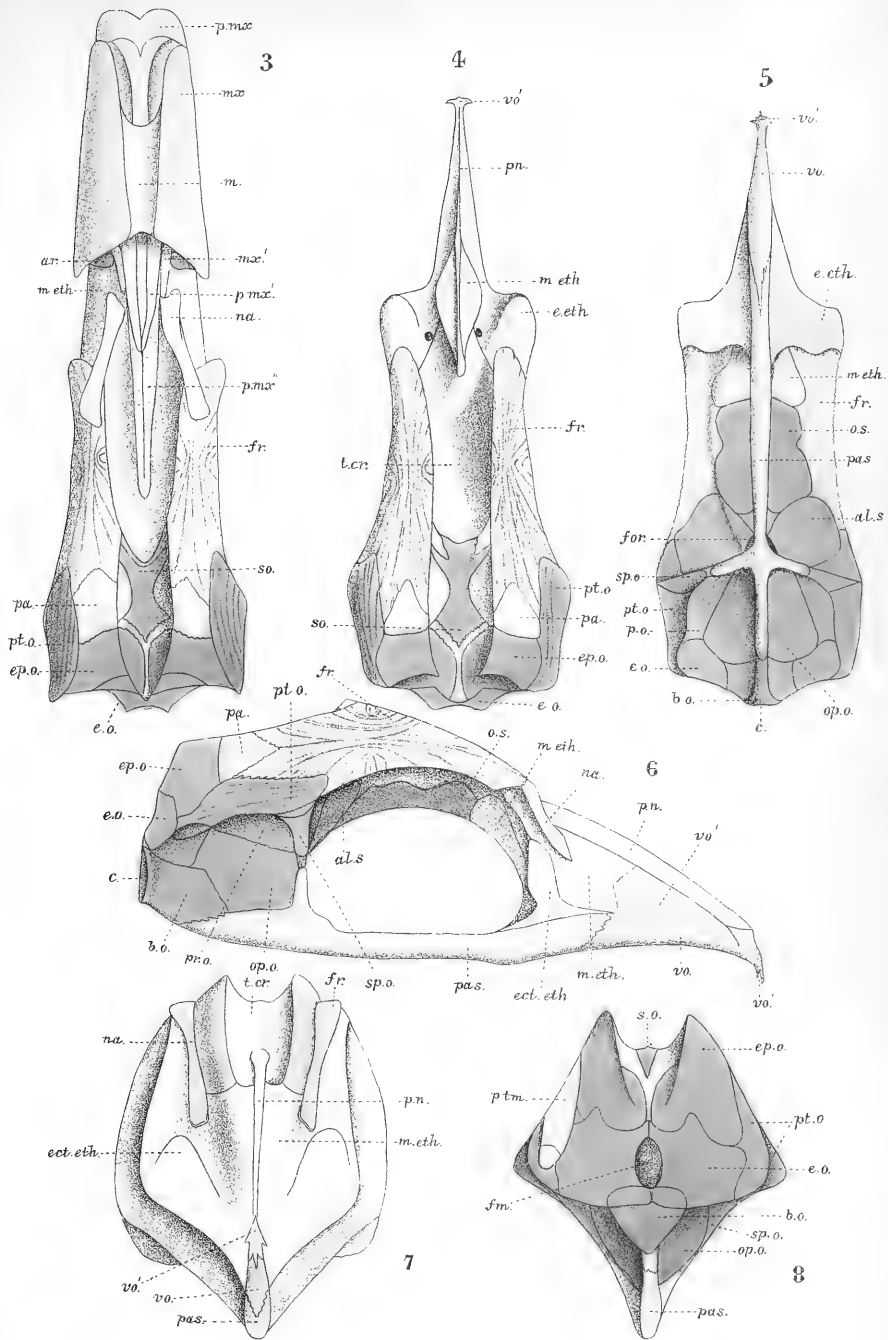 3
p.mx
mx
m.
ar.
mx.'
m eth
p mx.'
na.
p.mx"
fr.
so.
pa.
pt.o.
ep.o.
e.o.
4
vo'
pn.
m eth
e.eth
fr.
t.cr.
pt.o
so.
pa.
ep.o.
e o.
5
vo.'
vo.
e.cth.
m eth.
fr.
o.s.
pas
al.s
for.
sp.o
pt.o
p.o.
e o.
b o.
c.
op.o.
6
fr.
pt o.
pa.
ep.o
e.o.
c.
o.s.
m eth.
na.
p.n.
vo'
al.s
b.o.
pr.o.
op.o.
sp.o.
pas.
ect.eth
m.eth.
vo.
vo.'
7
t.cr.
fr.
na.
p.n.
m.eth.
ect.eth.
vo.'
vo.
pas.
8
s.o.
ep.o.
p tm.
pt.o
e.o.
fm.
b.o.
sp.o.
op.o.
pas.